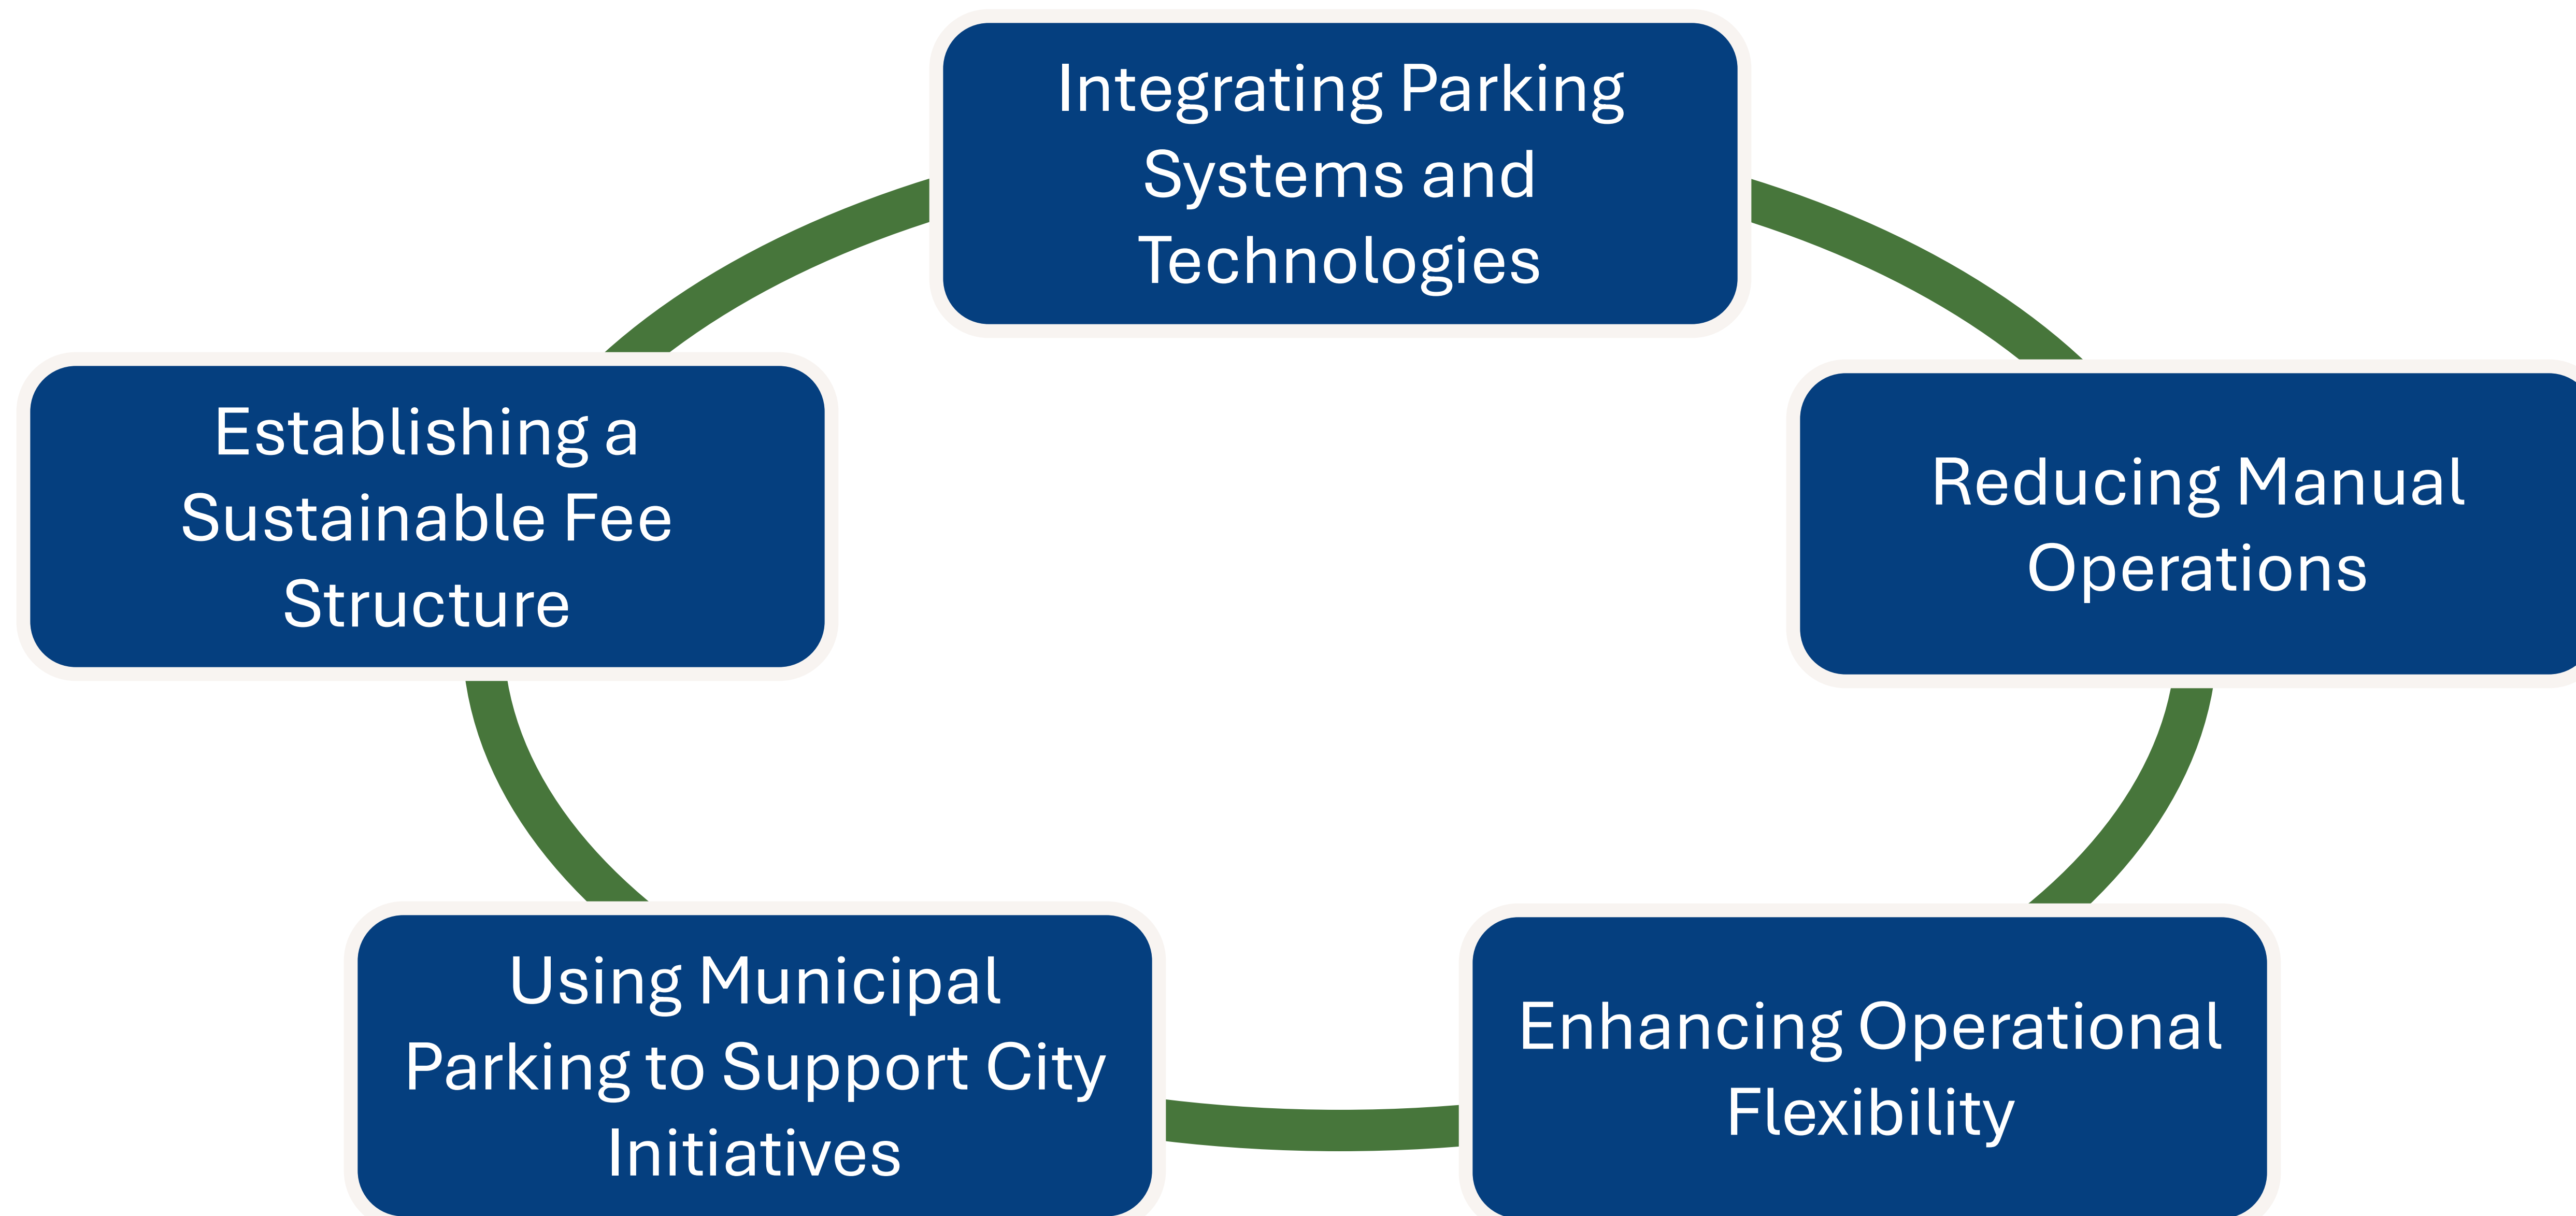 Integrating Parking
Systems and
Technologies
Establishing a
Sustainable Fee
Structure
Reducing Manual
Operations
Using Municipal
Parking to Support City
Initiatives
Enhancing Operational
Flexibility